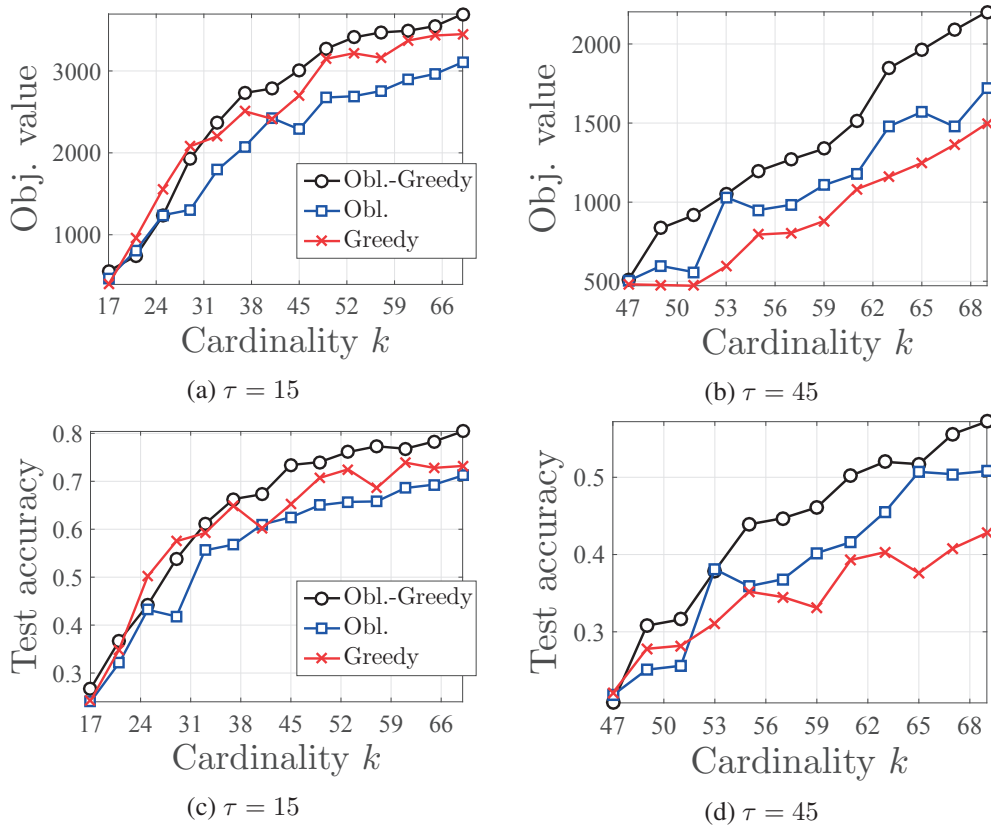 3000
2000
1000
Obj. value
Obl.-Greedy
Obl.
Greedy
17 24 31 38 45 52 59 66
Cardinality k
(a) τ = 15
2000
1500
1000
500
Obj. value
47 50 53 56 59 62 65 68
Cardinality k
(b) τ = 45
0.8
0.7
0.6
0.5
0.4
0.3
Test accuracy
Obl.-Greedy
Obl.
Greedy
17 24 31 38 45 52 59 66
Cardinality k
(c) τ = 15
0.5
0.4
0.3
Test accuracy
47 50 53 56 59 62 65 68
Cardinality k
(d) τ = 45